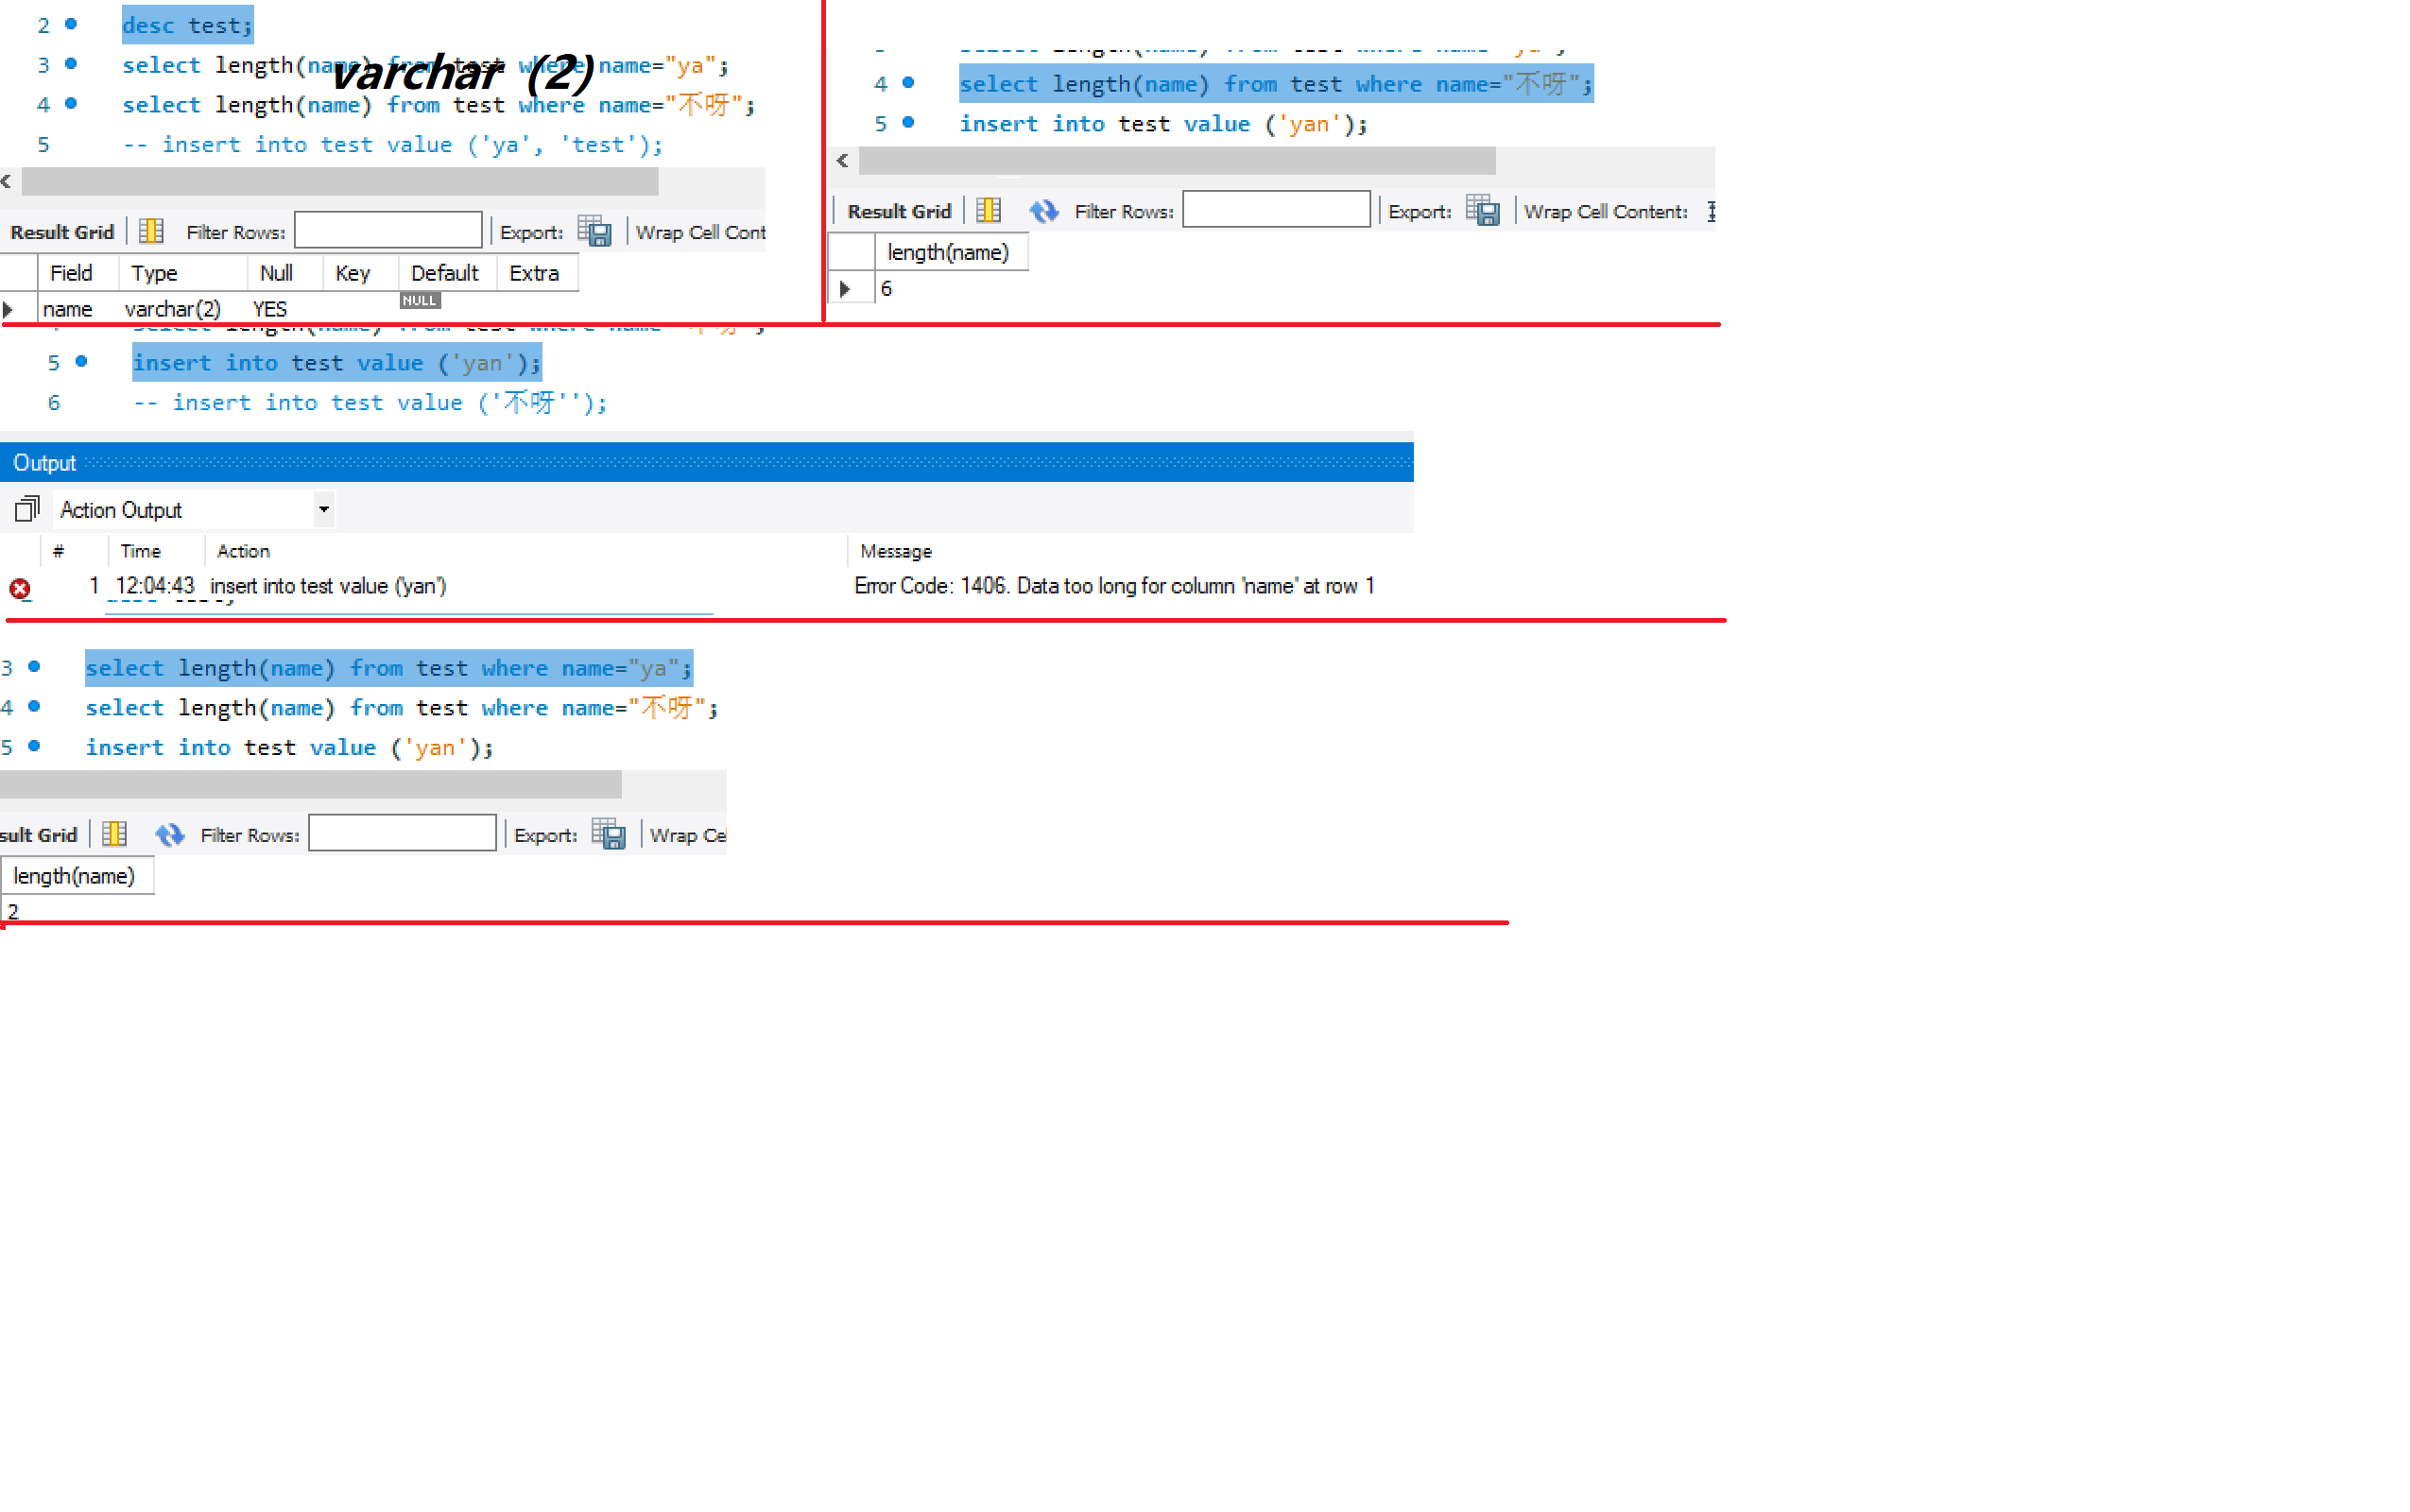 2 desc test;
3 select length(name) from test where name="ya";
varchar (2)
4 select length(name) from test where name="不呀";
5 -- insert into test value ('ya', 'test');
Result Grid Filter Rows: Export: Wrap Cell Cont
Field Type Null Key Default Extra
name varchar(2) YES NULL
4 select length(name) from test where name="不呀";
5 insert into test value ('yan');
Result Grid Filter Rows: Export: Wrap Cell Content:
length(name)
6
5 insert into test value ('yan');
6 -- insert into test value ('不呀'');
Output
Action Output
# Time Action Message
1 12:04:43 insert into test value ('yan') Error Code: 1406. Data too long for column 'name' at row 1
3 select length(name) from test where name="ya";
4 select length(name) from test where name="不呀";
5 insert into test value ('yan');
sult Grid Filter Rows: Export: Wrap Ce
length(name)
2